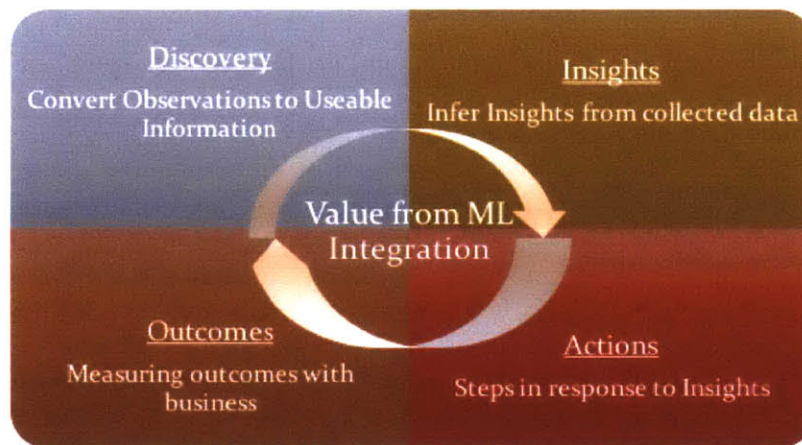 Discovery
Convert Observations to Useable
Information
Insights
Infer Insights from collected data
Value from ML
Integration
Outcomes
Measuring outcomes with
business
Actions
Steps in response to Insights